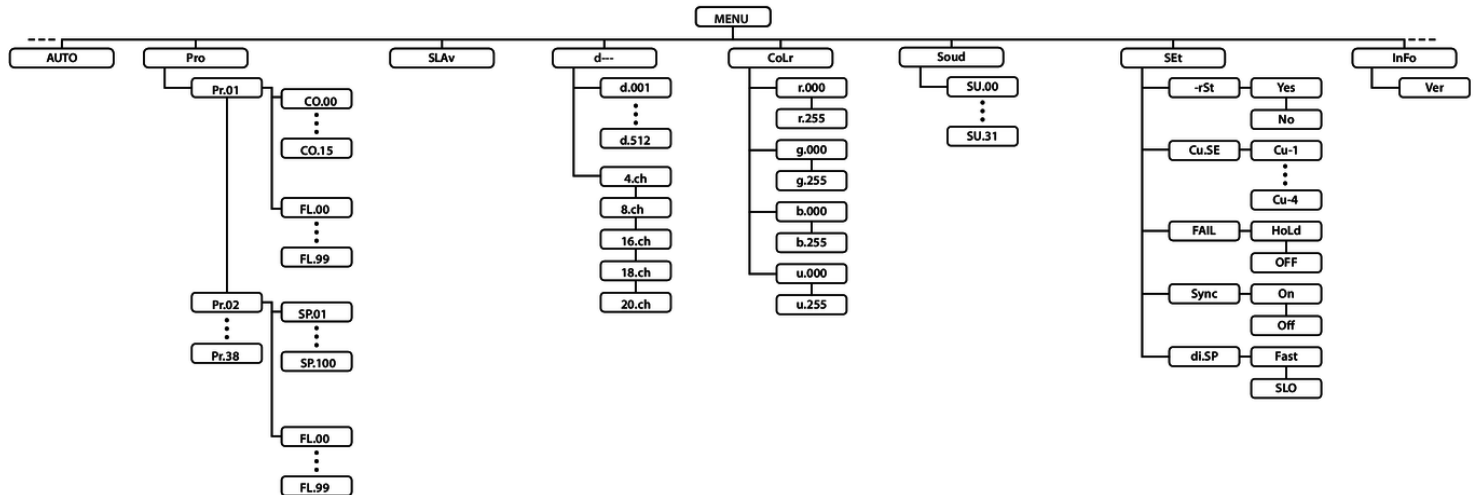 MENU
AUTO
Pro
SLAv
d---
CoLr
Soud
SEt
InFo
Pr.01
CO.00
CO.15
FL.00
FL.99
Pr.02
Pr.38
SP.01
SP.100
FL.00
FL.99
d.001
d.512
4.ch
8.ch
16.ch
18.ch
20.ch
r.000
r.255
g.000
g.255
b.000
b.255
u.000
u.255
SU.00
SU.31
-rSt
Yes
No
Cu.SE
Cu-1
Cu-4
FAIL
HoLd
OFF
Sync
On
Off
di.SP
Fast
SLO
Ver